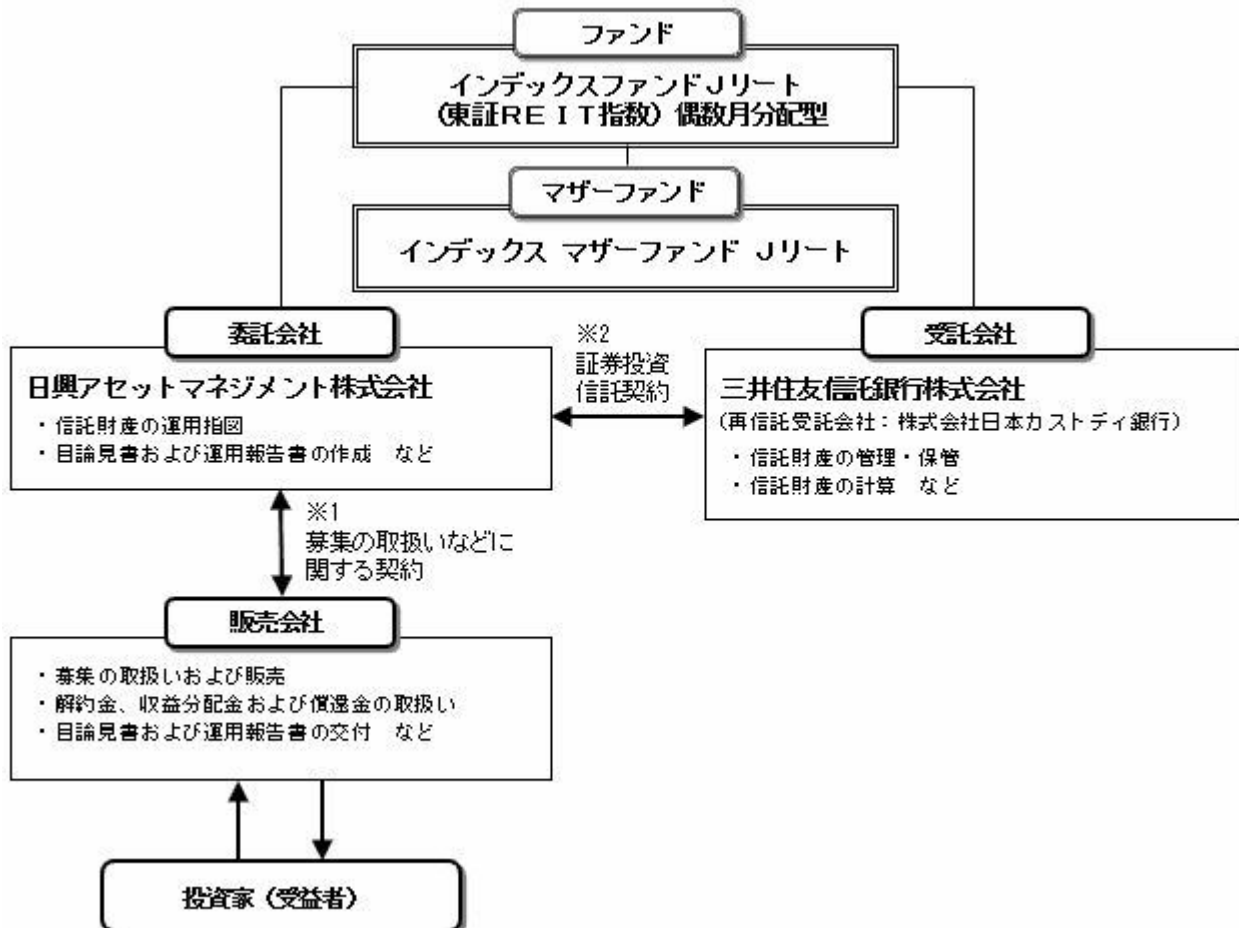 ファンド
インデックスファンドJリート
（東証REIT指数）偶数月分配型
マザーファンド
インデックス マザーファンド Jリート
委託会社
日興アセットマネジメント株式会社
・信託財産の運用指図
・目論見書および運用報告書の作成　など
※2
証券投資
信託契約
受託会社
三井住友信託銀行株式会社
（再信託受託会社：株式会社日本カストディ銀行）
・信託財産の管理・保管
・信託財産の計算　など
※1
募集の取扱いなどに
関する契約
販売会社
・募集の取扱いおよび販売
・解約金、収益分配金および償還金の取扱い
・目論見書および運用報告書の交付　など
投資家（受益者）